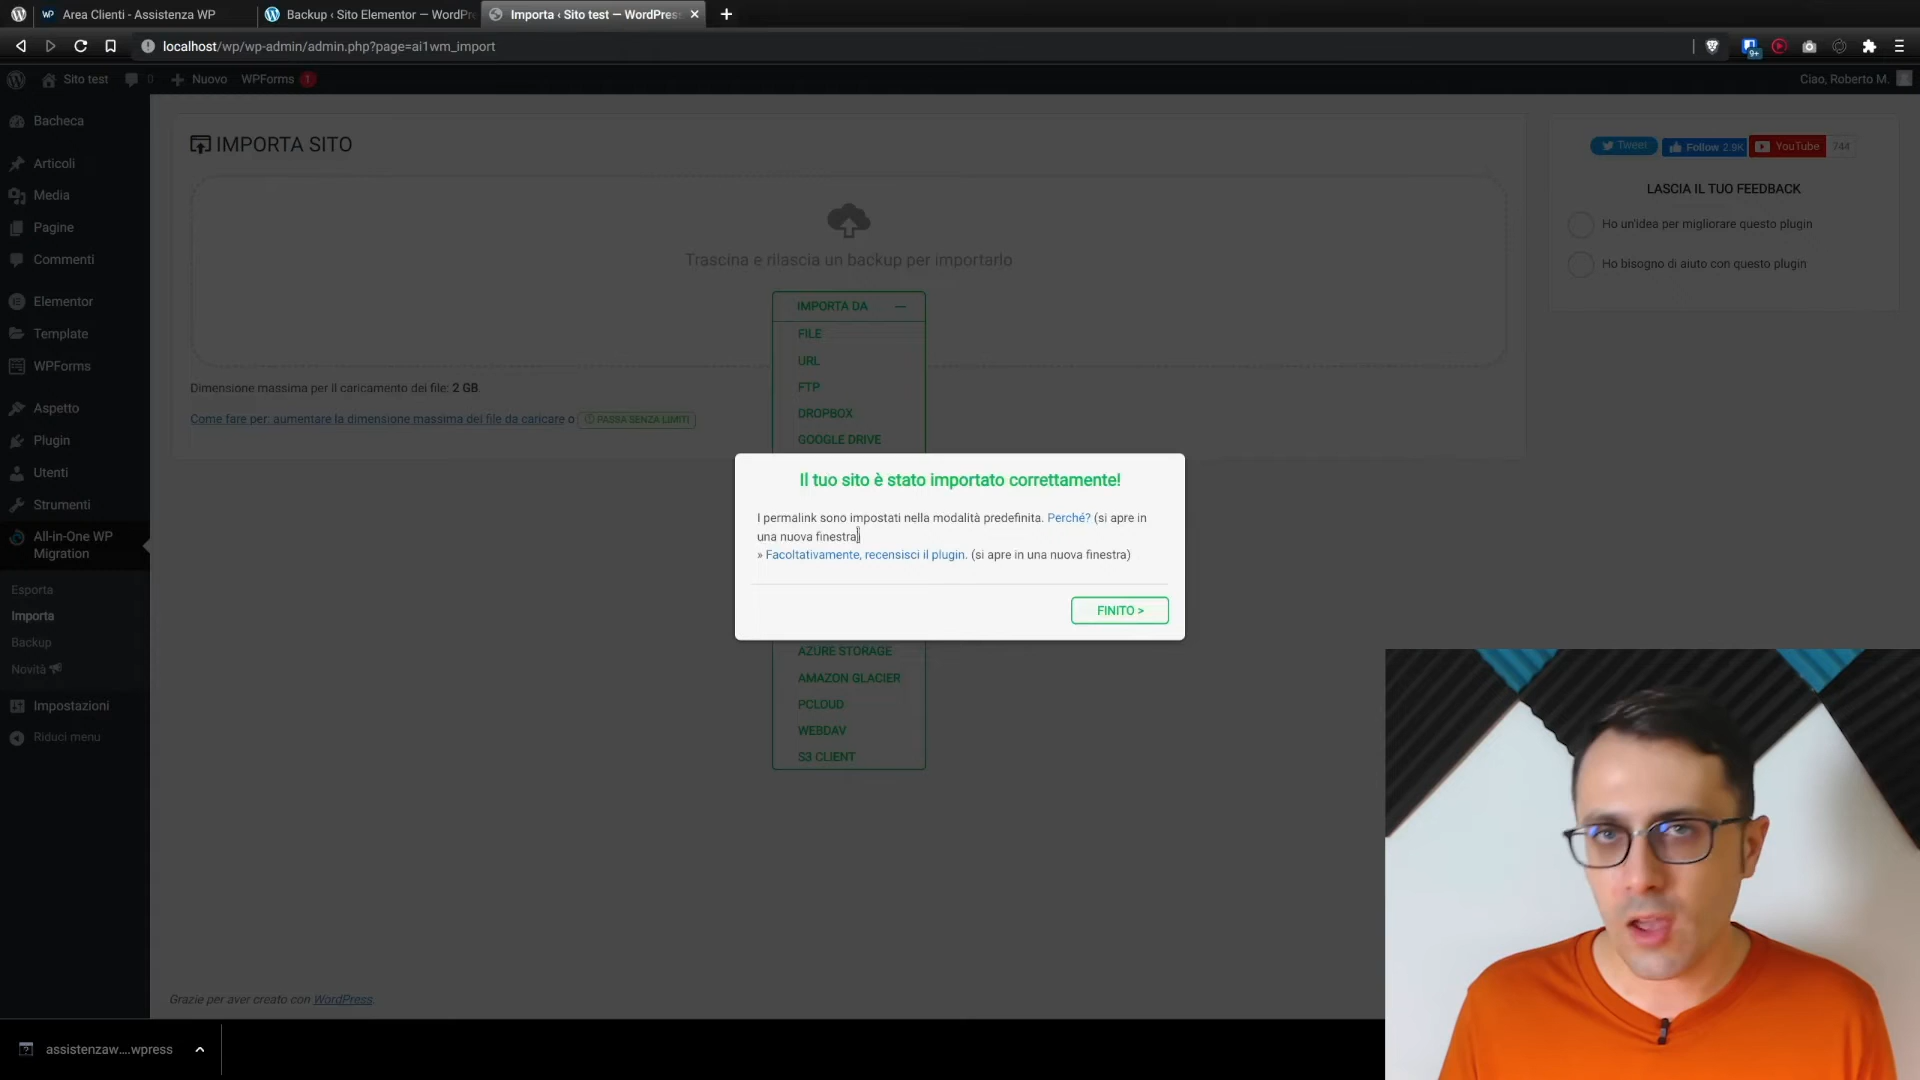 Area Clienti - Assistenza WP
Backup ‹ Sito Elementor — WordPre
Importa ‹ Sito test — WordPress
localhost/wp/wp-admin/admin.php?page=ai1wm_import
9+
Sito test
0
Nuovo
WPForms
1
Ciao, Roberto M.
Bacheca
Articoli
Media
Pagine
Commenti
Elementor
Template
WPForms
Aspetto
Plugin
Utenti
Strumenti
All-in-One WP
Migration
Esporta
Importa
Backup
Novità
Impostazioni
Riduci menu
IMPORTA SITO
Trascina e rilascia un backup per importarlo
IMPORTA DA
FILE
URL
FTP
DROPBOX
GOOGLE DRIVE
Dimensione massima per il caricamento dei file: 2 GB.
Come fare per: aumentare la dimensione massima del file da caricare o PASSA SENZA LIMITI
Il tuo sito è stato importato correttamente!
I permalink sono impostati nella modalità predefinita. Perché? (si apre in
una nuova finestra)
» Facoltativamente, recensisci il plugin. (si apre in una nuova finestra)
FINITO >
AZURE STORAGE
AMAZON GLACIER
PCLOUD
WEBDAV
S3 CLIENT
Tweet
Follow 2.9K
YouTube
744
LASCIA IL TUO FEEDBACK
Ho un'idea per migliorare questo plugin
Ho bisogno di aiuto con questo plugin
Grazie per aver creato con WordPress.
assistenzaw....wpress